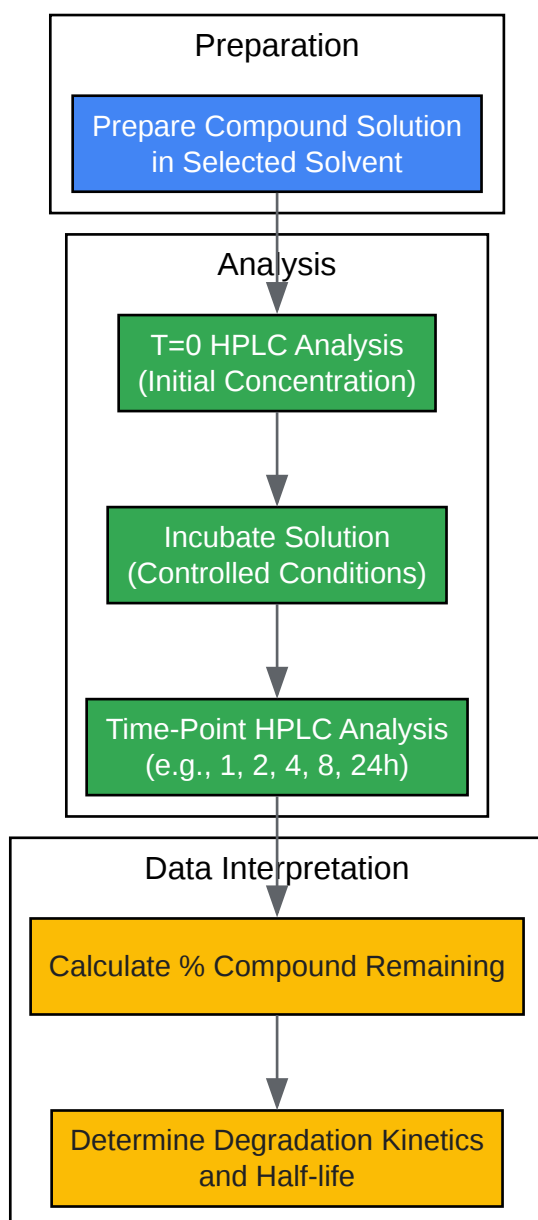 Preparation
Prepare Compound Solution
in Selected Solvent
Analysis
T=0 HPLC Analysis
(Initial Concentration)
Incubate Solution
(Controlled Conditions)
Time-Point HPLC Analysis
(e.g., 1, 2, 4, 8, 24h)
Data Interpretation
Calculate % Compound Remaining
Determine Degradation Kinetics
and Half-life